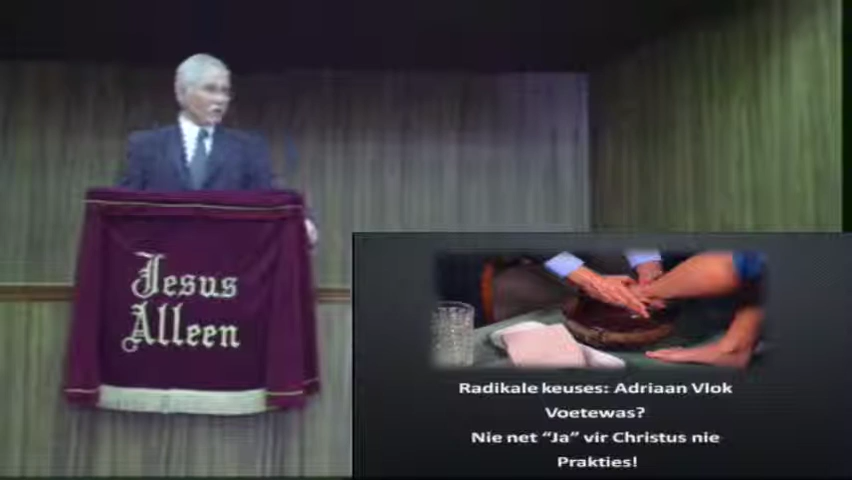 Jesus
Alleen
Radikale keuses: Adriaan Vlok
Voetewas?
Nie net “Ja” vir Christus nie
Prakties!